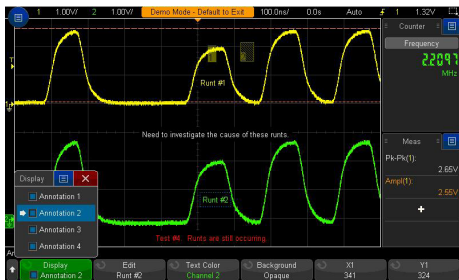 1 1.00V/ 2 1.00V/ Demo Mode - Default to Exit 100.0ns/ 0.0s Auto 1 1.32V
Counter
Frequency
2.2097
MHz
T
Runt #1
Need to investigate the cause of these runts.
Meas
Pk-Pk(1):
2.65V
Ampl(1):
2.55V
Display
Annotation 1
Annotation 2
Annotation 3
Annotation 4
Runt #2
Test #4 Runts are still occurring.
Display Edit Text Color Background X1 Y1
Annotation 2 Runt #2 Channel 2 Opaque 341 324